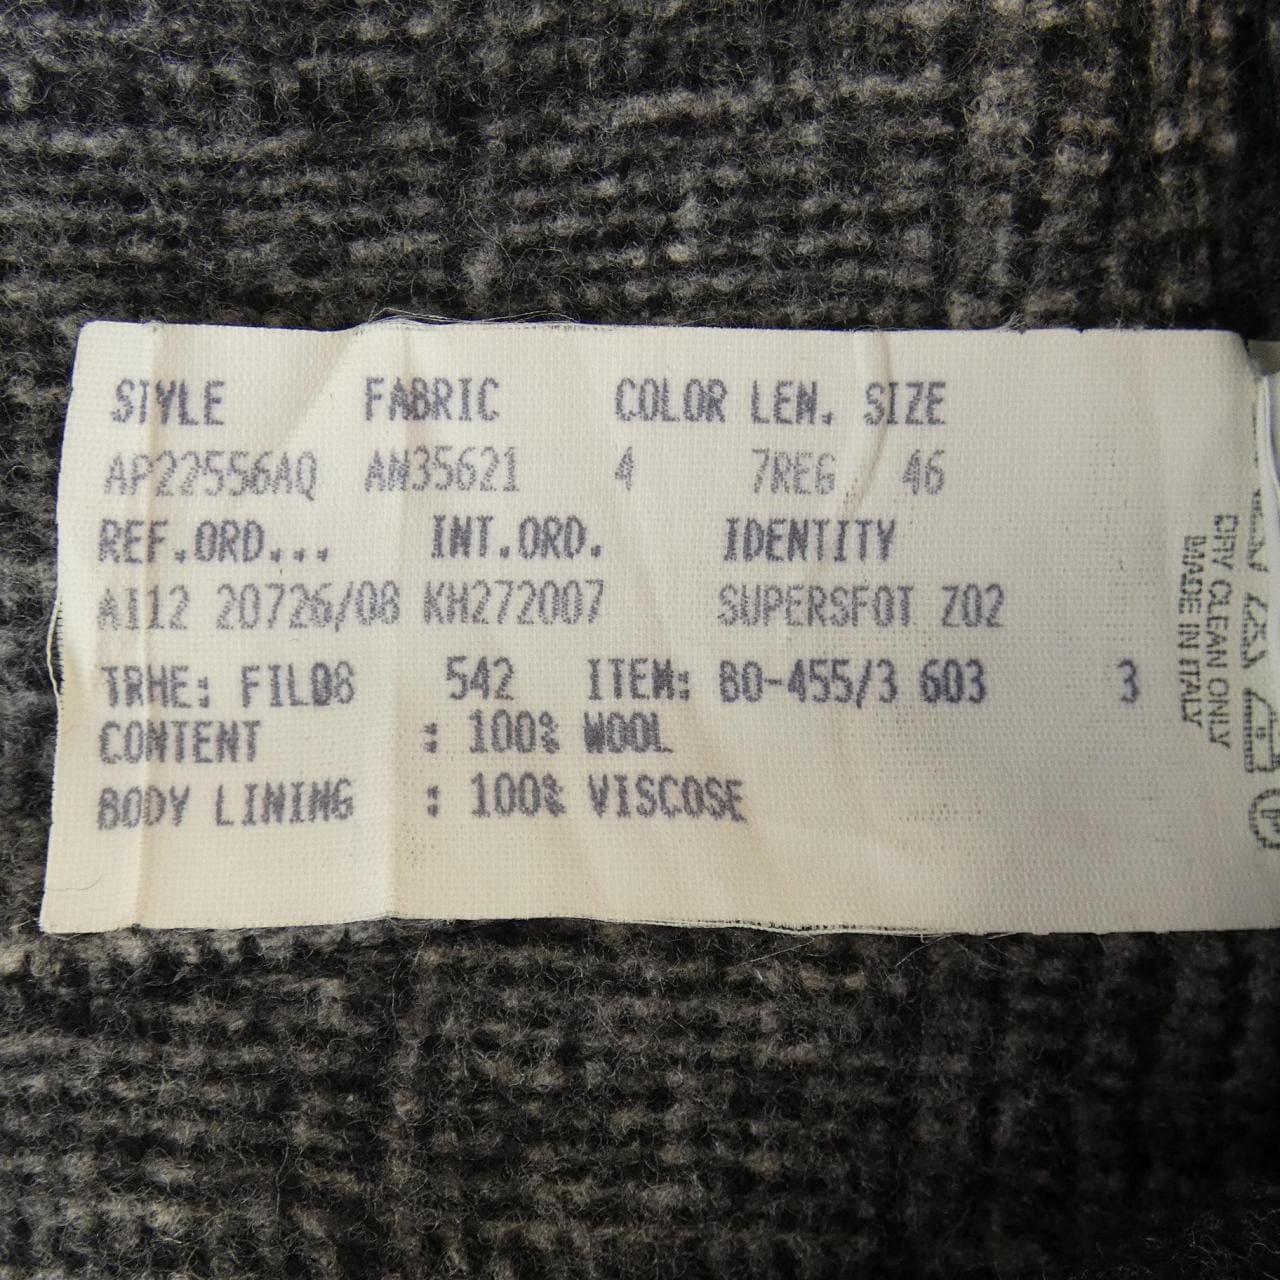 STYLE FABRIC COLOR LEN. SIZE
AP22556AQ AN35621 4 7REG 46
REF.ORD... INT.ORD. IDENTITY
AI12 20726/08 KH272007 SUPERSFOT Z02
TRHE: FIL08 542 ITEM: BO-455/3 603 3
CONTENT : 100% WOOL
BODY LINING : 100% VISCOSE
DRY CLEAN ONLY
MADE IN ITALY